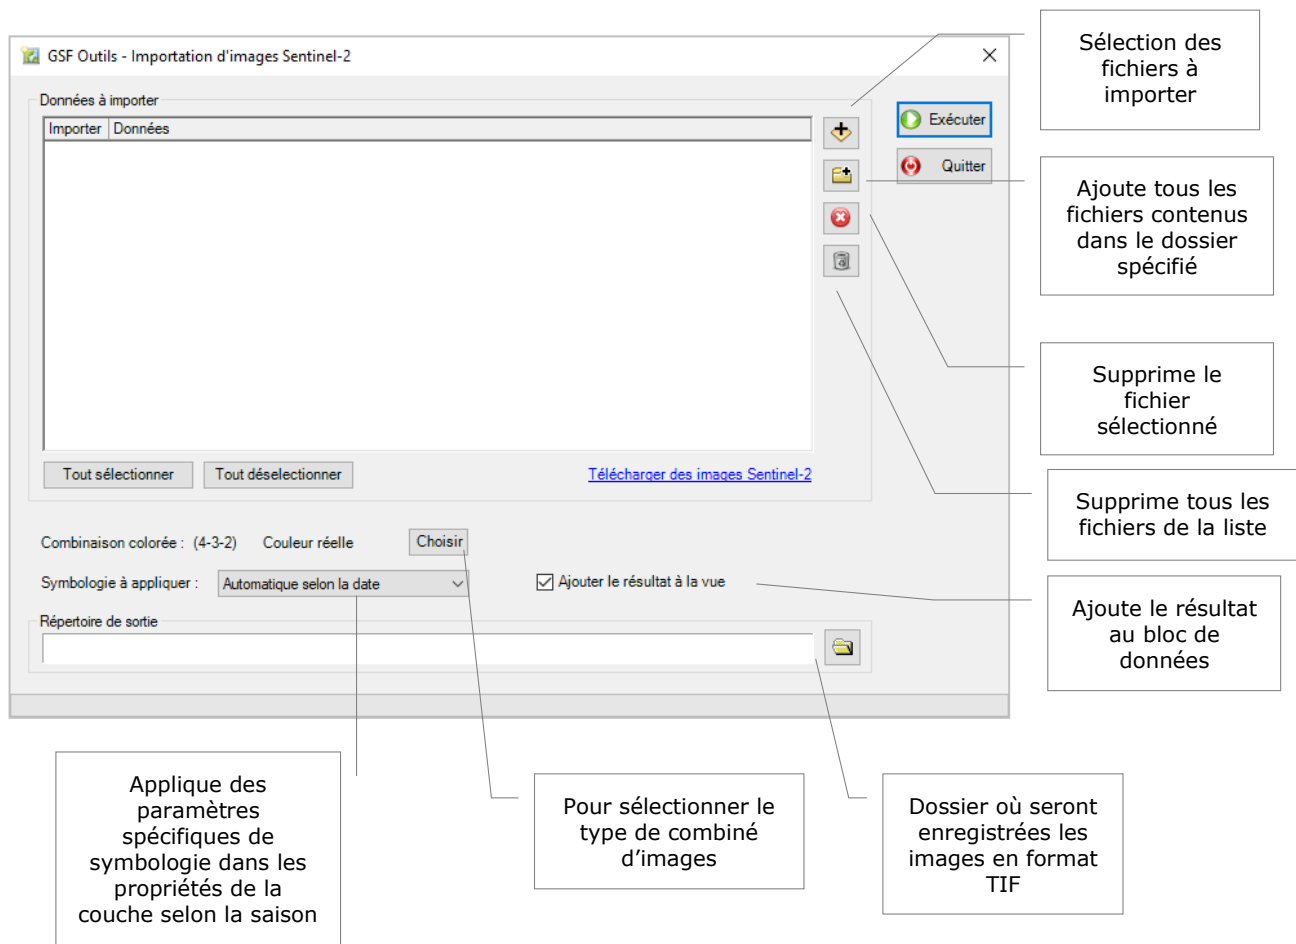 GSF Outils - Importation d'images Sentinel-2
Données à importer
Importer Données
Exécuter
Quitter
Tout sélectionner Tout déselectionner Télécharger des images Sentinel-2
Combinaison colorée : (4-3-2) Couleur réelle Choisir
Symbologie à appliquer : Automatique selon la date Ajouter le résultat à la vue
Répertoire de sortie
Sélection des
fichiers à
importer
Ajoute tous les
fichiers contenus
dans le dossier
spécifié
Supprime le
fichier
sélectionné
Supprime tous les
fichiers de la liste
Ajoute le résultat
au bloc de
données
Applique des
paramètres
spécifiques de
symbologie dans les
propriétés de la
couche selon la saison
Pour sélectionner le
type de combiné
d’images
Dossier où seront
enregistrées les
images en format
TIF